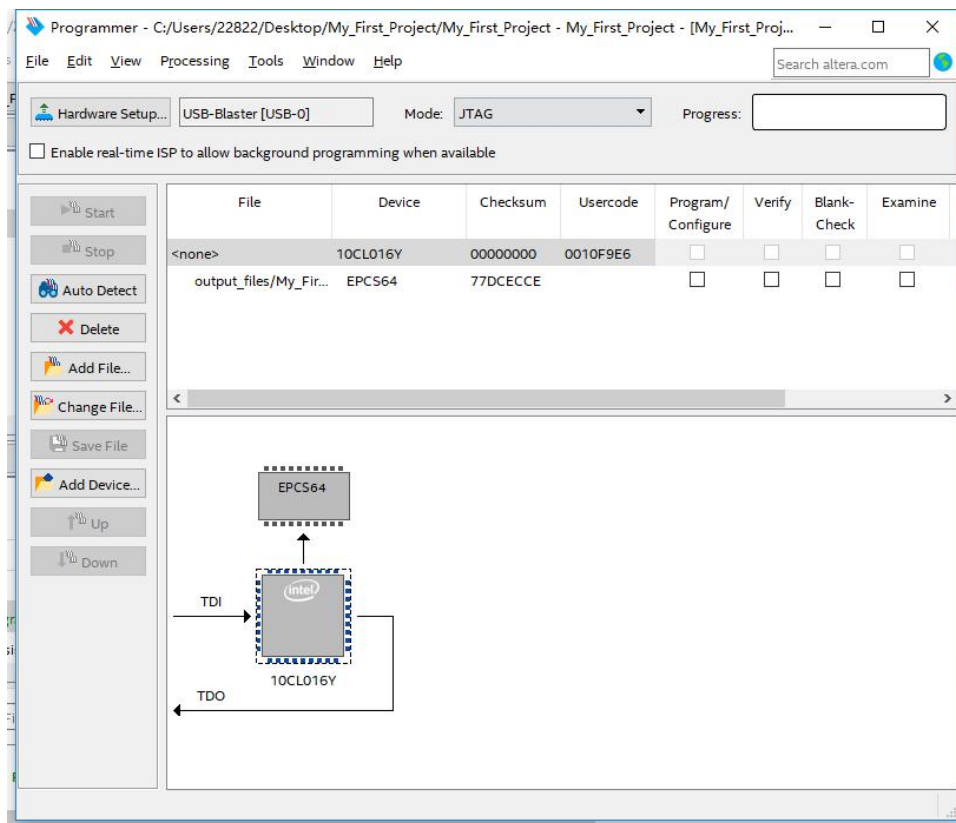 Programmer - C:/Users/22822/Desktop/My_First_Project/My_First_Project - My_First_Project - [My_First_Proj...
File Edit View Processing Tools Window Help
Search altera.com
Hardware Setup... USB-Blaster [USB-0] Mode: JTAG Progress:
Enable real-time ISP to allow background programming when available
Start
Stop
Auto Detect
Delete
Add File...
Change File...
Save File
Add Device...
Up
Down
File Device Checksum Usercode Program/ Verify Blank- Examine
Configure Check
<none> 10CL016Y 00000000 0010F9E6
output_files/My_Fir... EPCS64 77DCECCE
EPCS64
intel
TDI
10CL016Y
TDO